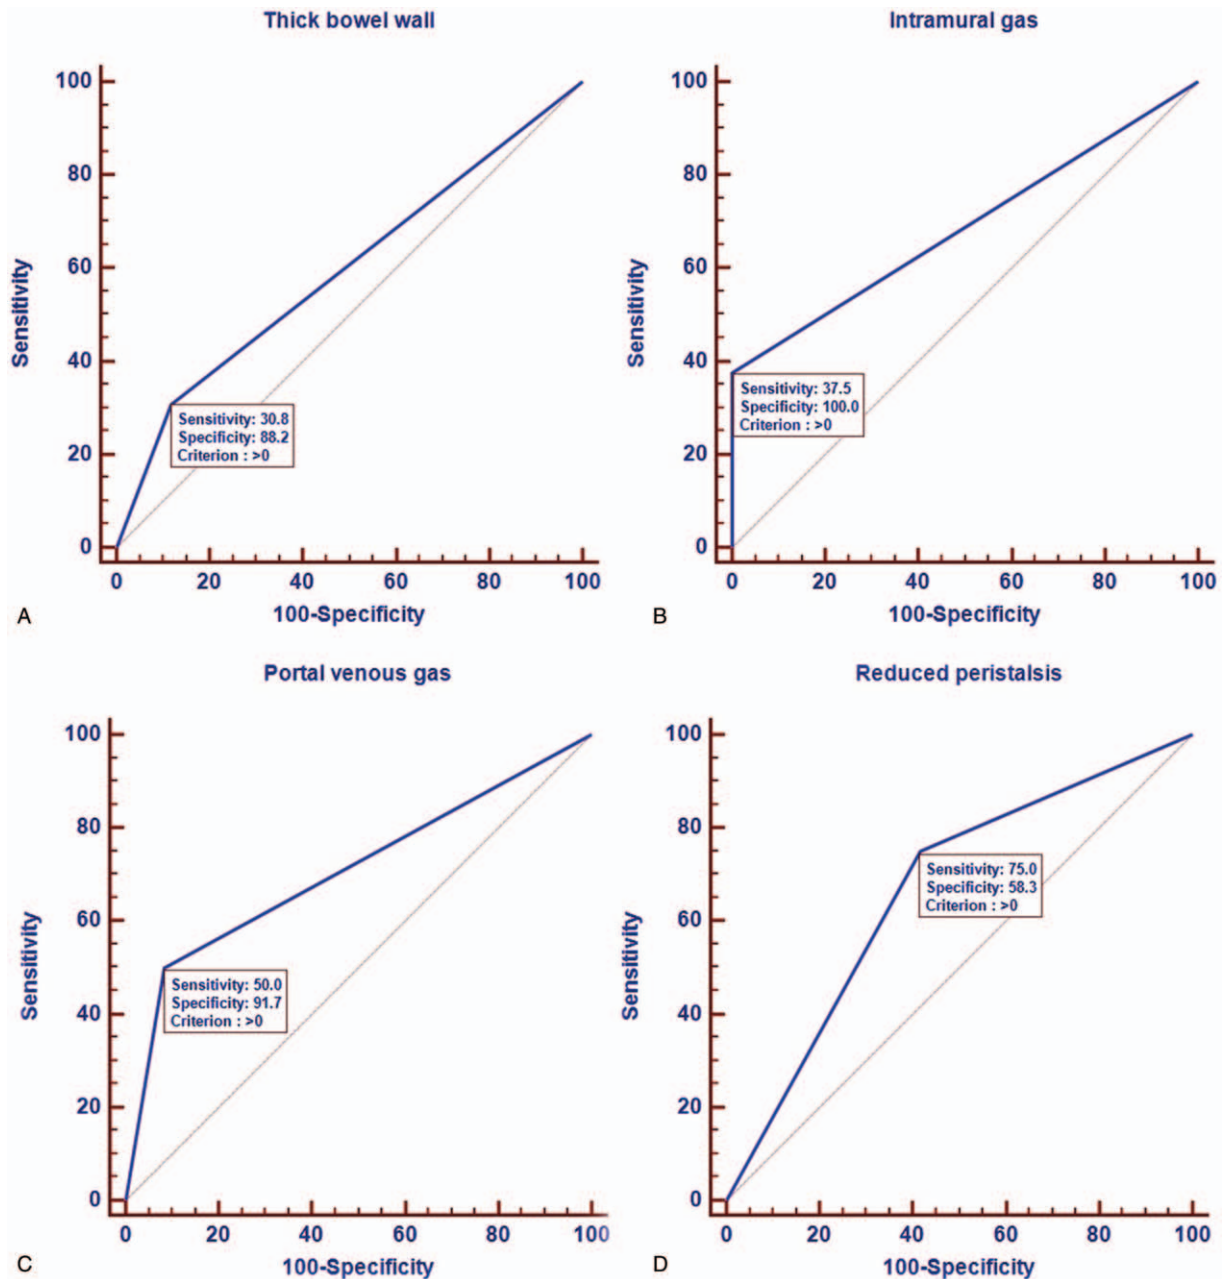 Thick bowel wall
100
80
60
40
20
0
Sensitivity
Sensitivity: 30.8
Specificity: 88.2
Criterion : >0
0 20 40 60 80 100
100-Specificity
A
Intramural gas
100
80
60
40
20
0
Sensitivity
Sensitivity: 37.5
Specificity: 100.0
Criterion : >0
0 20 40 60 80 100
100-Specificity
B
Portal venous gas
100
80
60
40
20
0
Sensitivity
Sensitivity: 50.0
Specificity: 91.7
Criterion : >0
0 20 40 60 80 100
100-Specificity
C
Reduced peristalsis
100
80
60
40
20
0
Sensitivity
Sensitivity: 75.0
Specificity: 58.3
Criterion : >0
0 20 40 60 80 100
100-Specificity
D